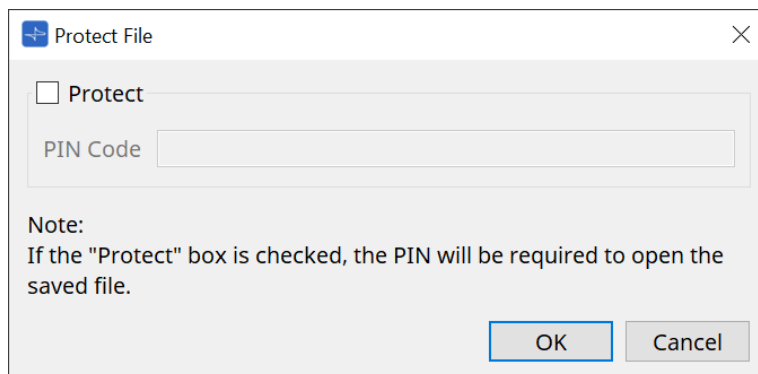 Protect File
Protect
PIN Code
Note:
If the "Protect" box is checked, the PIN will be required to open the
saved file.
OK
Cancel